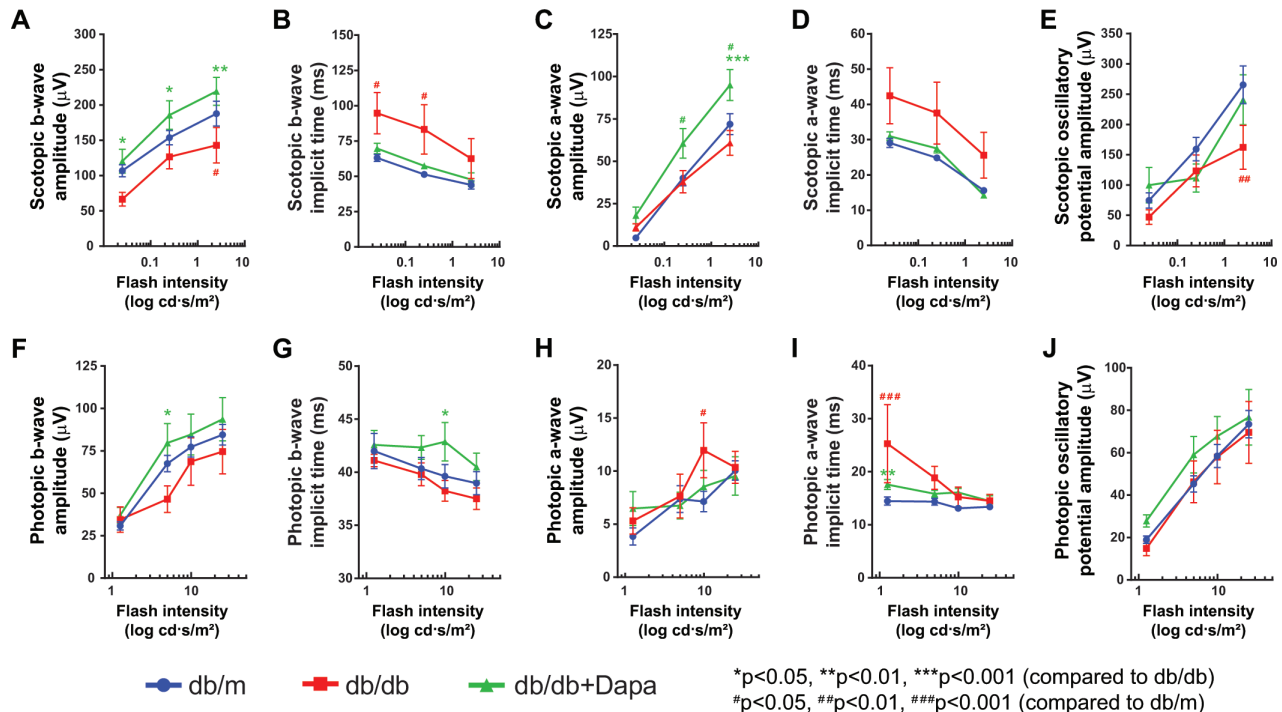 A
Scotopic b-wave
amplitude (µV)
300
250
200
150
100
50
0
*
*
**
#
0.1
1
10
Flash intensity
(log cd·s/m²)
B
Scotopic b-wave
implicit time (ms)
150
125
100
75
50
25
0
#
#
0.1
1
10
Flash intensity
(log cd·s/m²)
C
Scotopic a-wave
amplitude (µV)
125
100
75
50
25
0
#
#
***
0.1
1
10
Flash intensity
(log cd·s/m²)
D
Scotopic a-wave
implicit time (ms)
60
50
40
30
20
10
0
0.1
1
10
Flash intensity
(log cd·s/m²)
E
Scotopic oscillatory
potential amplitude (µV)
350
300
250
200
150
100
50
0
##
0.1
1
10
Flash intensity
(log cd·s/m²)
F
Photopic b-wave
amplitude (µV)
125
100
75
50
25
0
*
1
10
Flash intensity
(log cd·s/m²)
G
Photopic b-wave
implicit time (ms)
45
42
39
36
33
30
*
1
10
Flash intensity
(log cd·s/m²)
H
Photopic a-wave
amplitude (µV)
20
15
10
5
0
#
1
10
Flash intensity
(log cd·s/m²)
I
Photopic a-wave
implicit time (ms)
40
30
20
10
0
###
**
1
10
Flash intensity
(log cd·s/m²)
J
Photopic oscillatory
potential amplitude (µV)
100
80
60
40
20
0
1
10
Flash intensity
(log cd·s/m²)
db/m
db/db
db/db+Dapa
*p<0.05, **p<0.01, ***p<0.001 (compared to db/db)
#p<0.05, ##p<0.01, ###p<0.001 (compared to db/m)